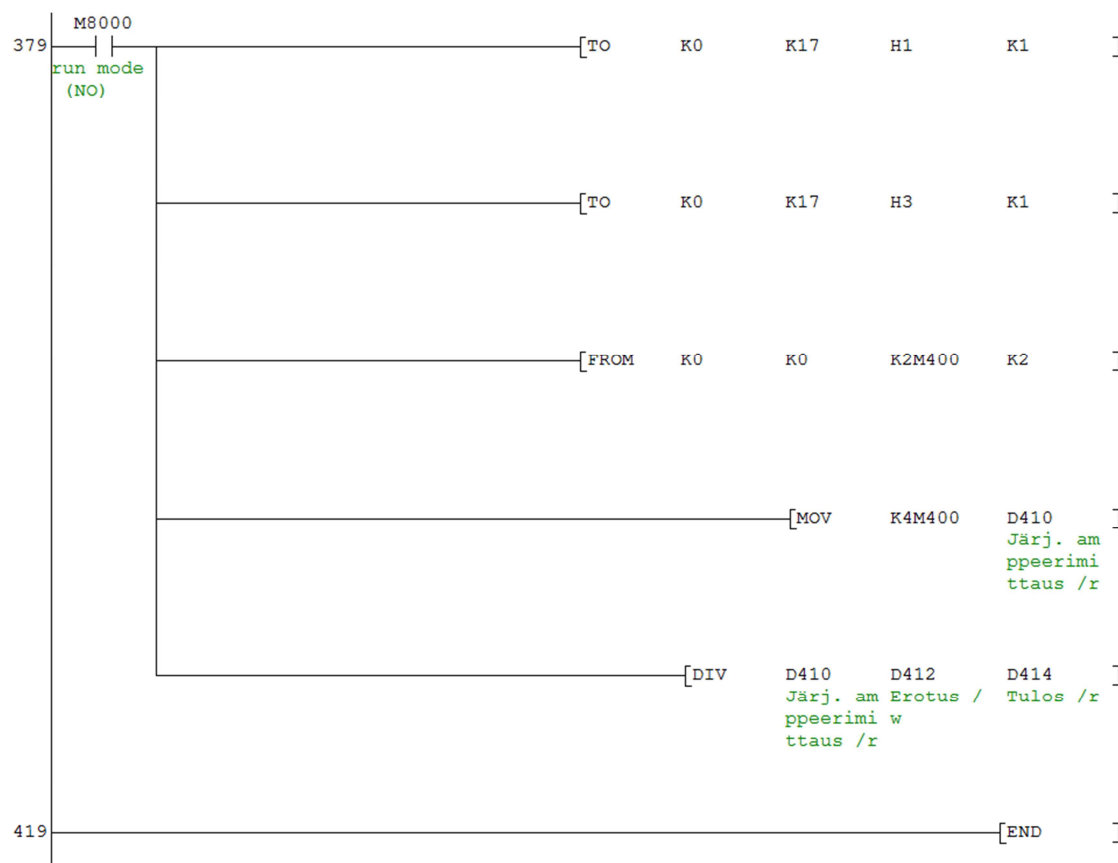 M8000
379 [TO K0 K17 H1 K1 ]
run mode
(NO)
[TO K0 K17 H3 K1 ]
[FROM K0 K0 K2M400 K2 ]
[MOV K4M400 D410 ]
Järj. am
ppeerimi
ttaus /r
[DIV D410 D412 D414 ]
Järj. am Erotus / Tulos /r
ppeerimi w
ttaus /r
419 [END ]